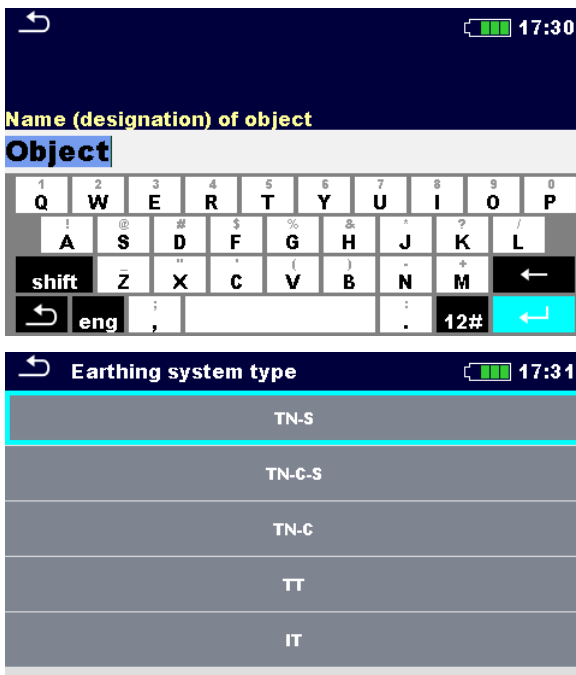 17:30
Name (designation) of object
Object
1 2 3 4 5 6 7 8 9 0
Q W E R T Y U I O P
! @ # $ % & * ? /
A S D F G H J K L
_ " ' ( ) - +
shift Z X C V B N M
; :
eng , . 12#
Earthing system type 17:31
TN-S
TN-C-S
TN-C
TT
IT